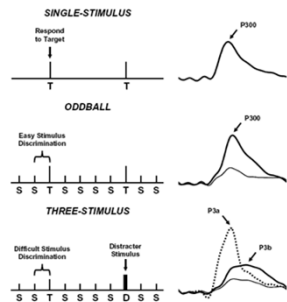 SINGLE-STIMULUS
Respond
to Target
P300
T T
ODDBALL
P300
Easy Stimulus
Discrimination
S S T S S S S T S S
THREE-STIMULUS
P3a
P3b
Difficult Stimulus
Discrimination
Distracter
Stimulus
S S T S S S S D S S